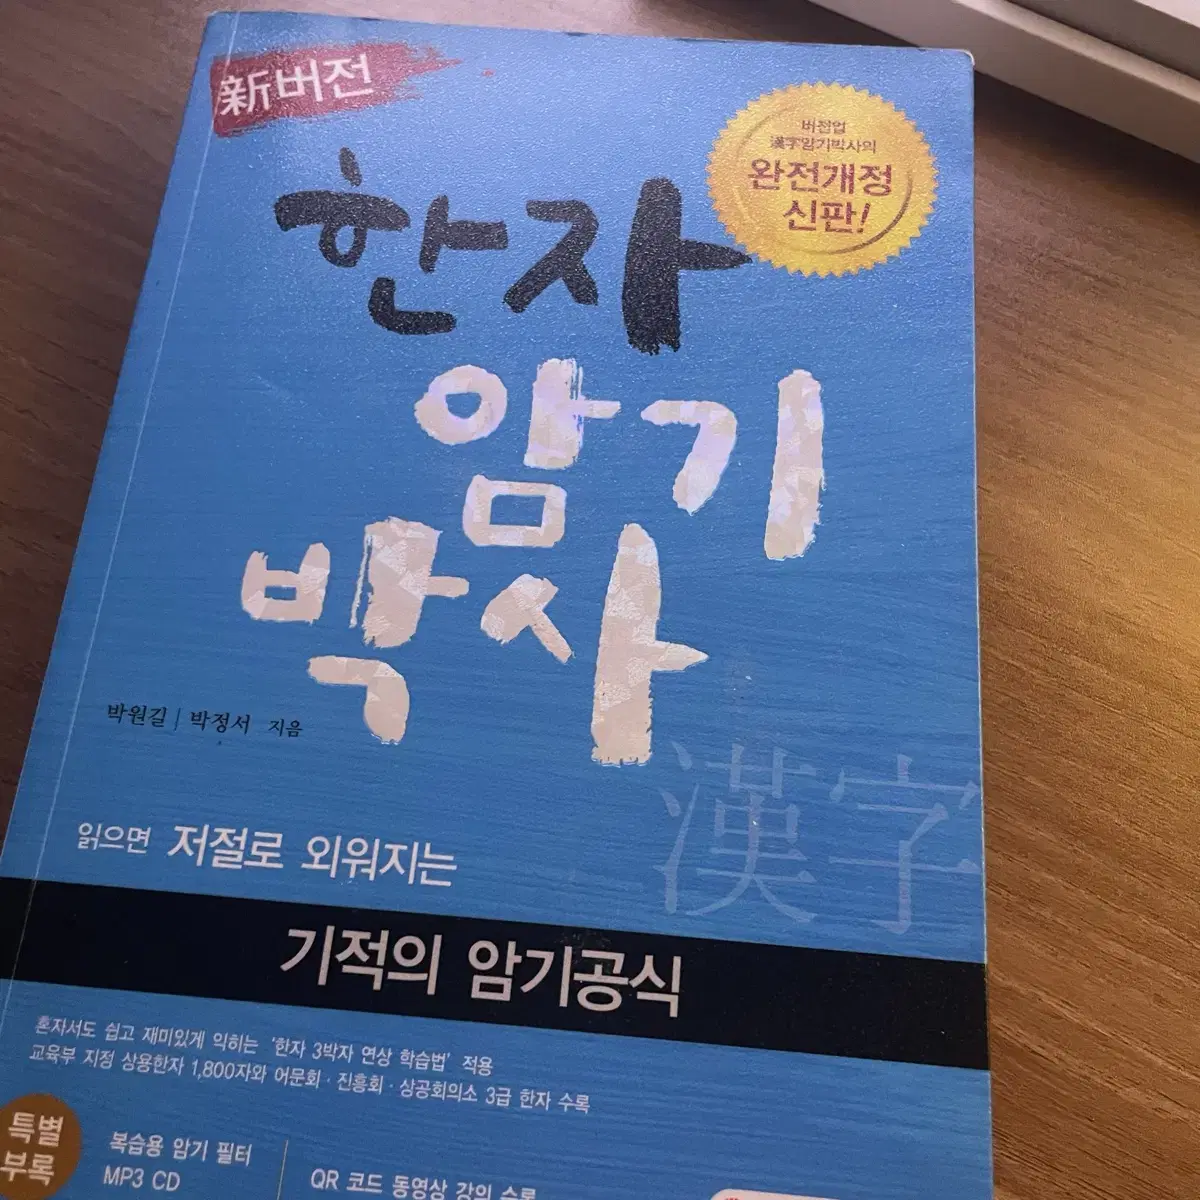 新버전
버전업
漢字암기박사의
완전개정
신판!
한자
암기
박사
박원길 | 박정서 지음
漢字
읽으면 저절로 외워지는
기적의 암기공식
혼자서도 쉽고 재미있게 익히는 '한자 3박자 연상 학습법' 적용
교육부 지정 상용한자 1,800자와 어문회 · 진흥회 · 상공회의소 3급 한자 수록
특별
부록
복습용 암기 필터
MP3 CD
QR 코드 동영상 강의 수록